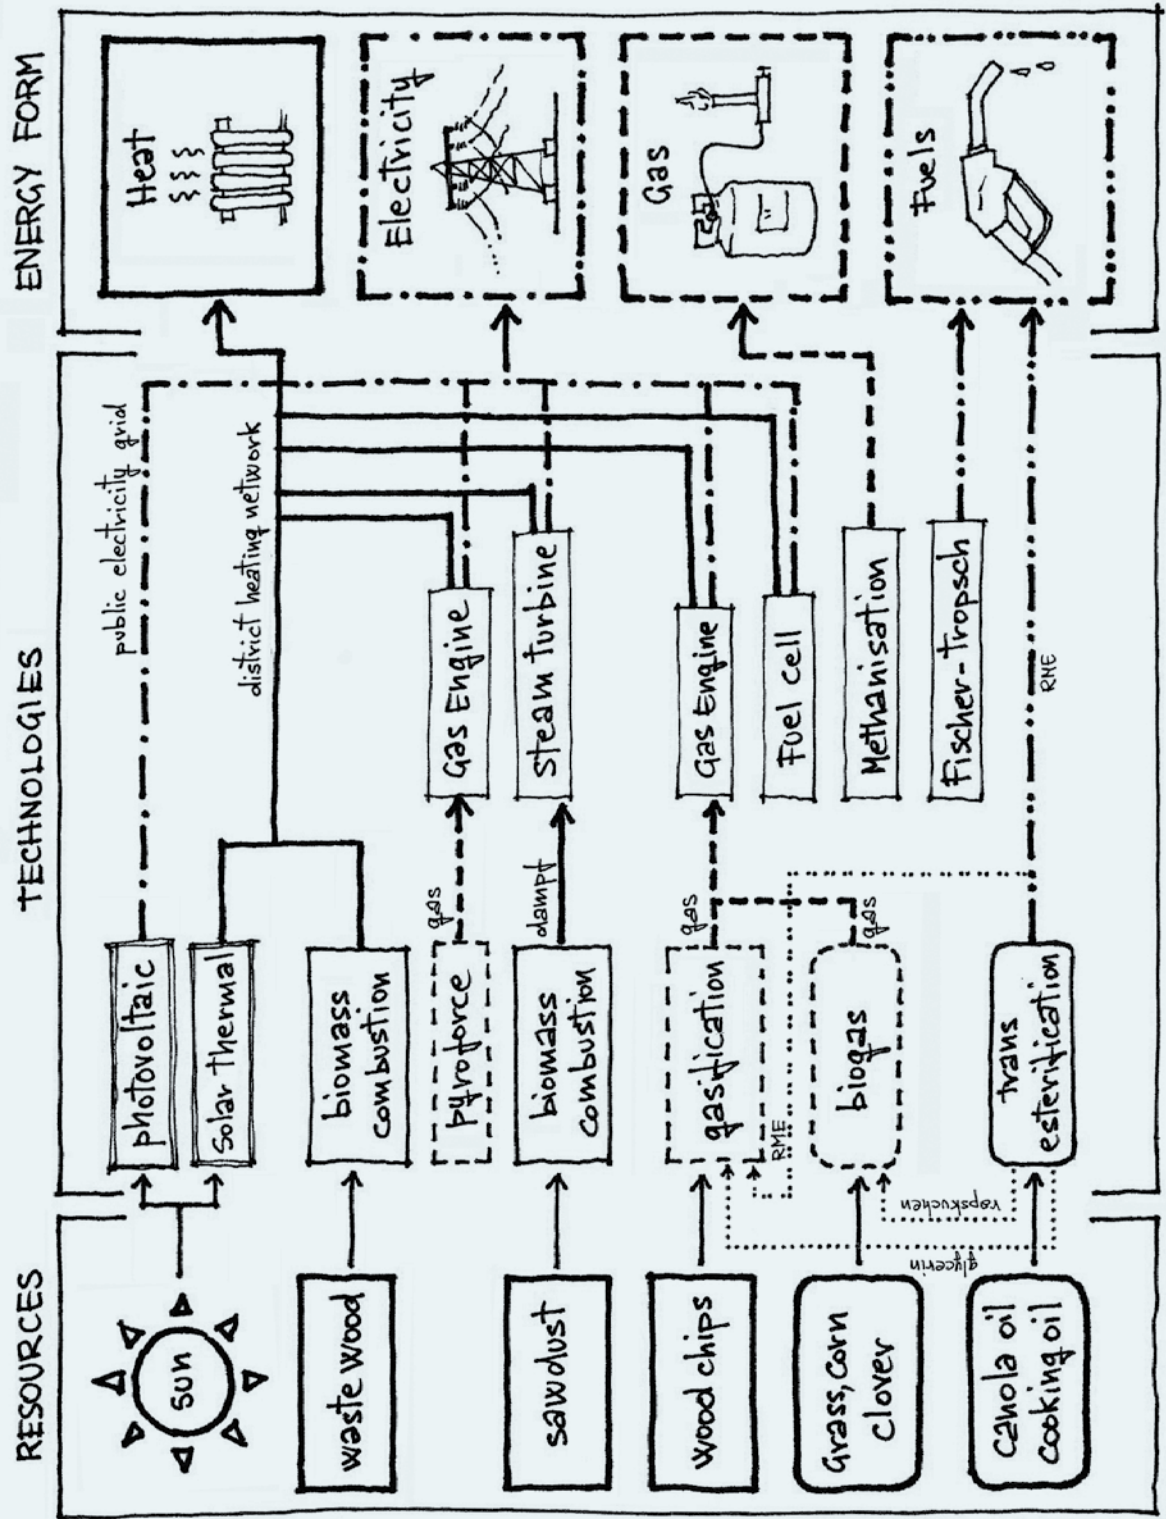 RESOURCES
TECHNOLOGIES
ENERGY FORM
sun
waste wood
sawdust
wood chips
Grass, corn
clover
Canola oil
cooking oil
photovoltaic
Solar thermal
biomass
combustion
pyroforce
biomass
combustion
gasification
biogas
trans
esterification
glycerin
rapskuchen
RME
gas
dampf
gas
gas
Gas Engine
Steam turbine
Gas Engine
Fuel cell
Methanisation
Fischer-Tropsch
RME
public electricity grid
district heating network
Heat
Electricity
Gas
Fuels